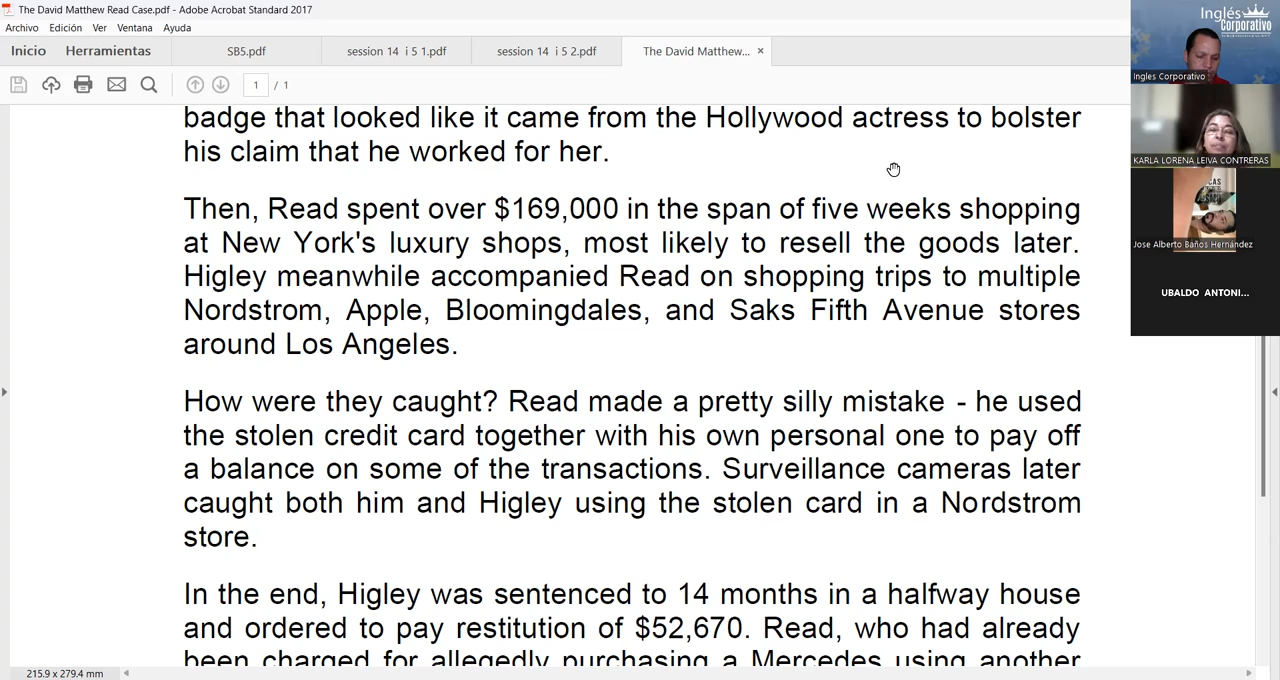 The David Matthew Read Case.pdf - Adobe Acrobat Standard 2017
Archivo Edición Ver Ventana Ayuda
Inicio Herramientas SB5.pdf session 14 i 5 1.pdf session 14 i 5 2.pdf The David Matthew... ×
1 / 1
badge that looked like it came from the Hollywood actress to bolster
his claim that he worked for her.
Then, Read spent over $169,000 in the span of five weeks shopping
at New York's luxury shops, most likely to resell the goods later.
Higley meanwhile accompanied Read on shopping trips to multiple
Nordstrom, Apple, Bloomingdales, and Saks Fifth Avenue stores
around Los Angeles.
How were they caught? Read made a pretty silly mistake - he used
the stolen credit card together with his own personal one to pay off
a balance on some of the transactions. Surveillance cameras later
caught both him and Higley using the stolen card in a Nordstrom
store.
In the end, Higley was sentenced to 14 months in a halfway house
and ordered to pay restitution of $52,670. Read, who had already
been charged for allegedly purchasing a Mercedes using another
215.9 x 279.4 mm
Inglés
Corporativo
Ingles Corporativo
KARLA LORENA LEIVA CONTRERAS
Jose Alberto Baños Hernández
UBALDO ANTONI...